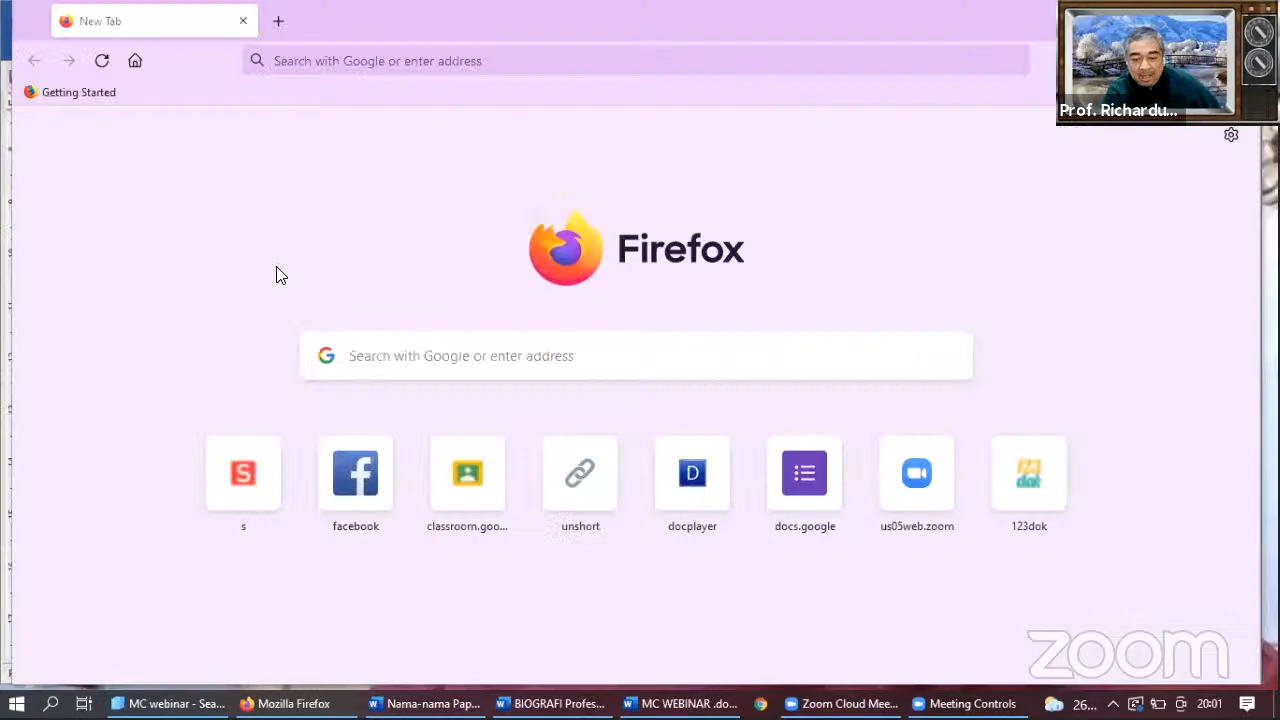 New Tab
Search with Google or enter address
Prof. Richardu...
Getting Started
Firefox
Search with Google or enter address
S
D
s
facebook
classroom.goo...
unshort
docplayer
docs.google
us05web.zoom
123dok
zoom
MC webinar - Sea...
Mozilla Firefox
Nama-nama Pap...
BIOGRAFI Profes...
MC WEBINAR .do...
Zoom Cloud Mee...
Meeting Controls
26...
20:01